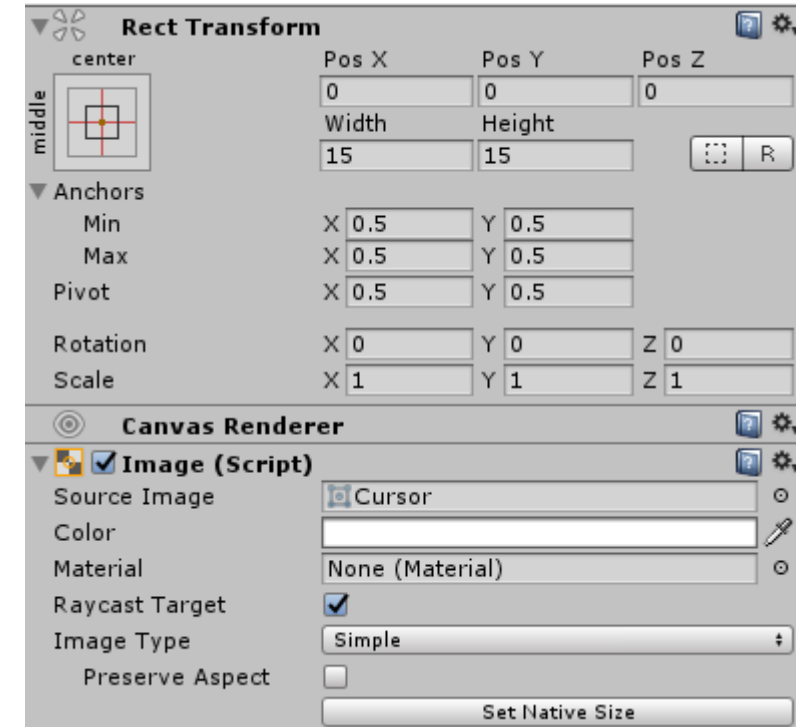 Rect Transform
center
Pos X Pos Y Pos Z
middle
0 0 0
Width Height
15 15
R
Anchors
Min X 0.5 Y 0.5
Max X 0.5 Y 0.5
Pivot X 0.5 Y 0.5
Rotation X 0 Y 0 Z 0
Scale X 1 Y 1 Z 1
Canvas Renderer
Image (Script)
Source Image Cursor
Color
Material None (Material)
Raycast Target
Image Type Simple
Preserve Aspect
Set Native Size